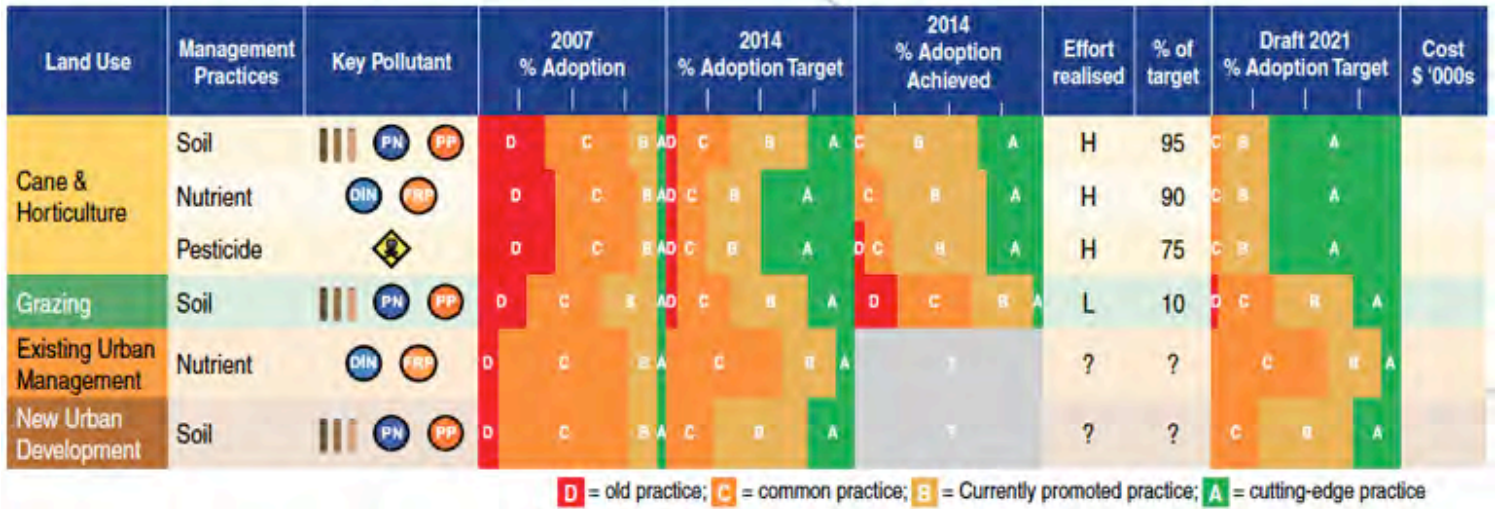 Land Use
Management Practices
Key Pollutant
2007 % Adoption
2014 % Adoption Target
2014 % Adoption Achieved
Effort realised
% of target
Draft 2021 % Adoption Target
Cost $ '000s
Cane & Horticulture
Soil PN PP D C B A D C B A C B A H 95 C B A
Nutrient DIN FRP D C B A D C B A C B A H 90 C B A
Pesticide D C B A D C B A D C B A H 75 C B A
Grazing
Soil PN PP D C B A D C B A D C B A L 10 D C B A
Existing Urban Management
Nutrient DIN FRP D C B A C B A ? ? ? C B A
New Urban Development
Soil PN PP D C B A C B A ? ? ? C B A
D = old practice; C = common practice; B = Currently promoted practice; A = cutting-edge practice